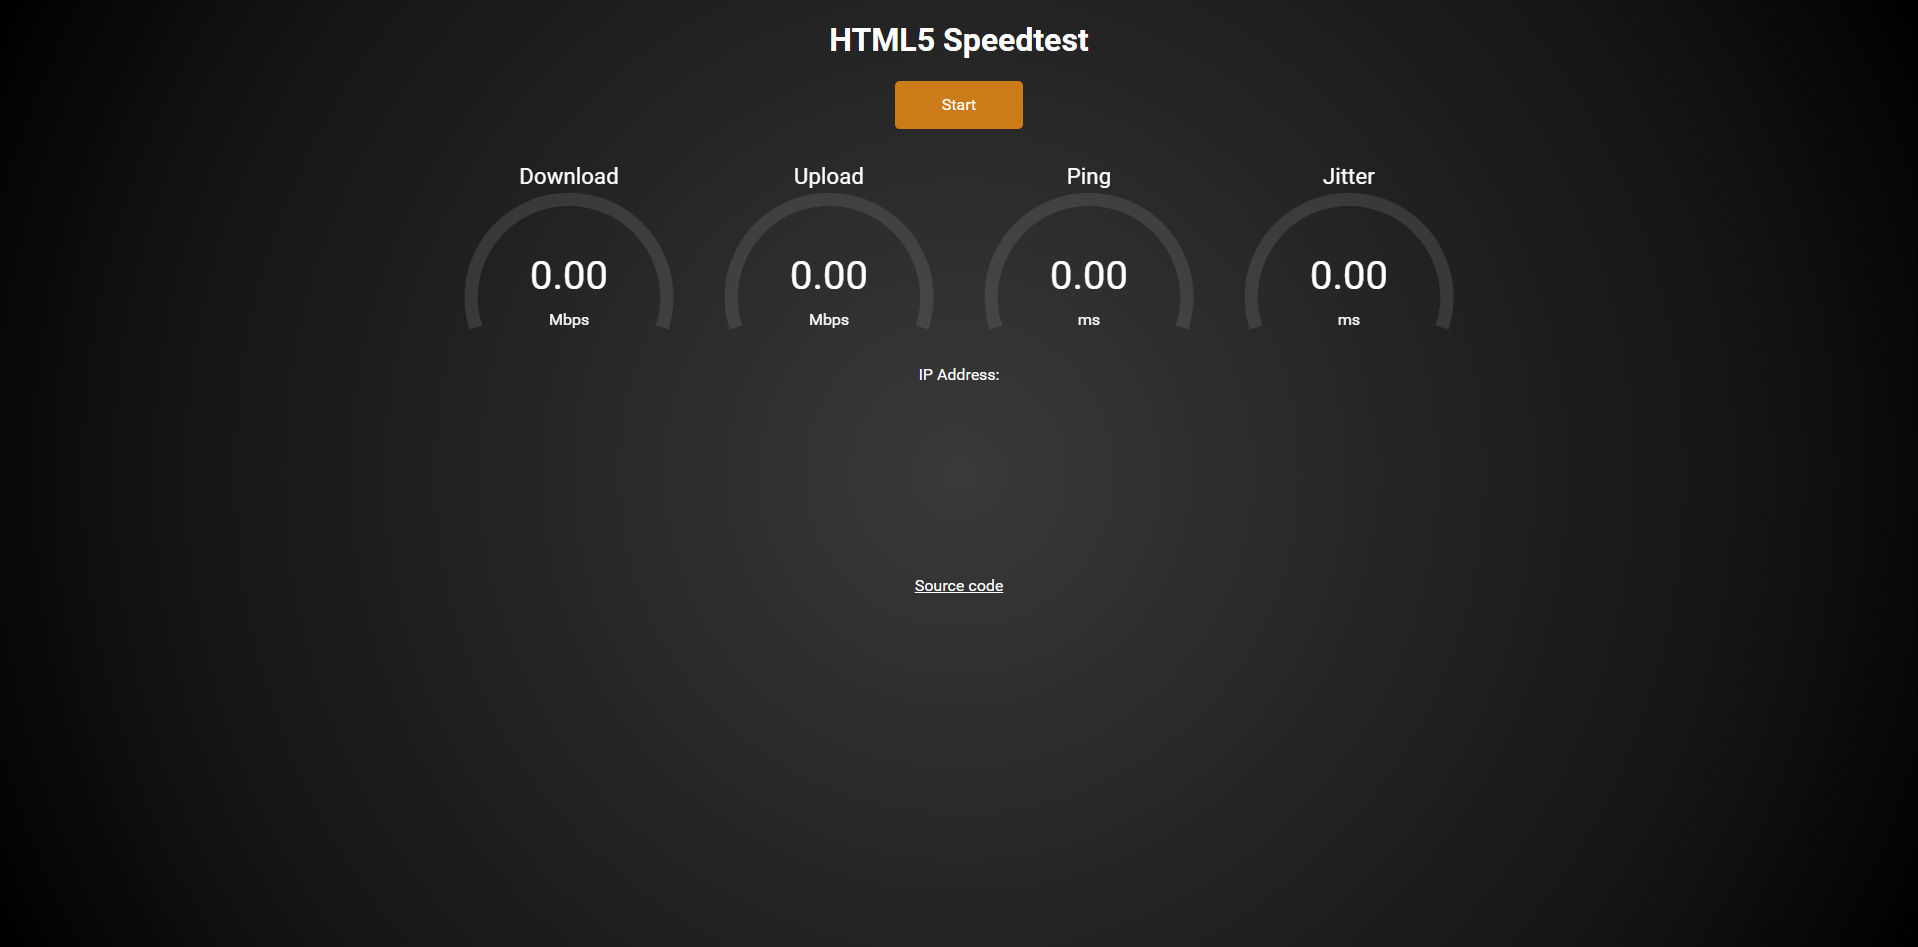 HTML5 Speedtest
Start
Download Upload Ping Jitter
0.00 0.00 0.00 0.00
Mbps Mbps ms ms
IP Address:
Source code